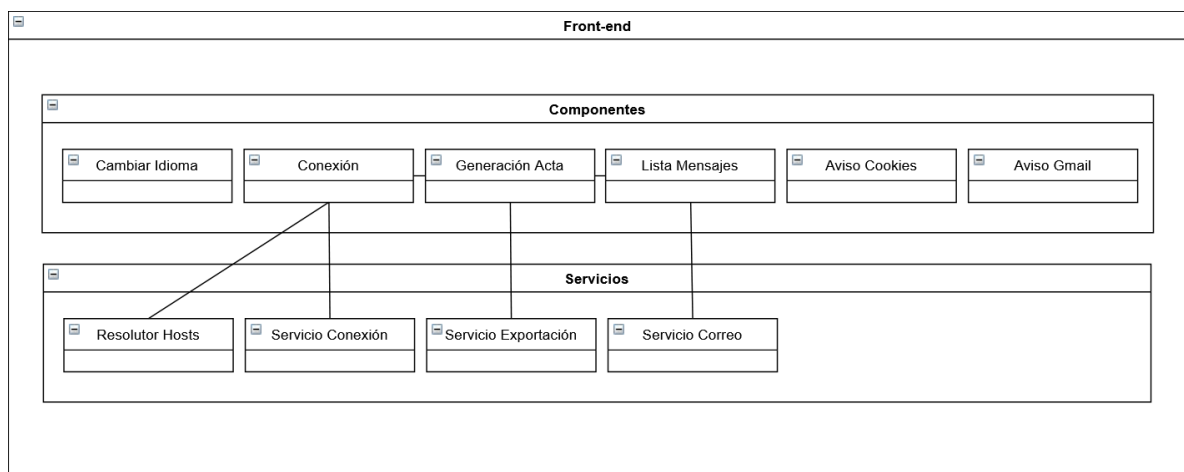 Front-end
Componentes
Cambiar Idioma
Conexión
Generación Acta
Lista Mensajes
Aviso Cookies
Aviso Gmail
Servicios
Resolutor Hosts
Servicio Conexión
Servicio Exportación
Servicio Correo